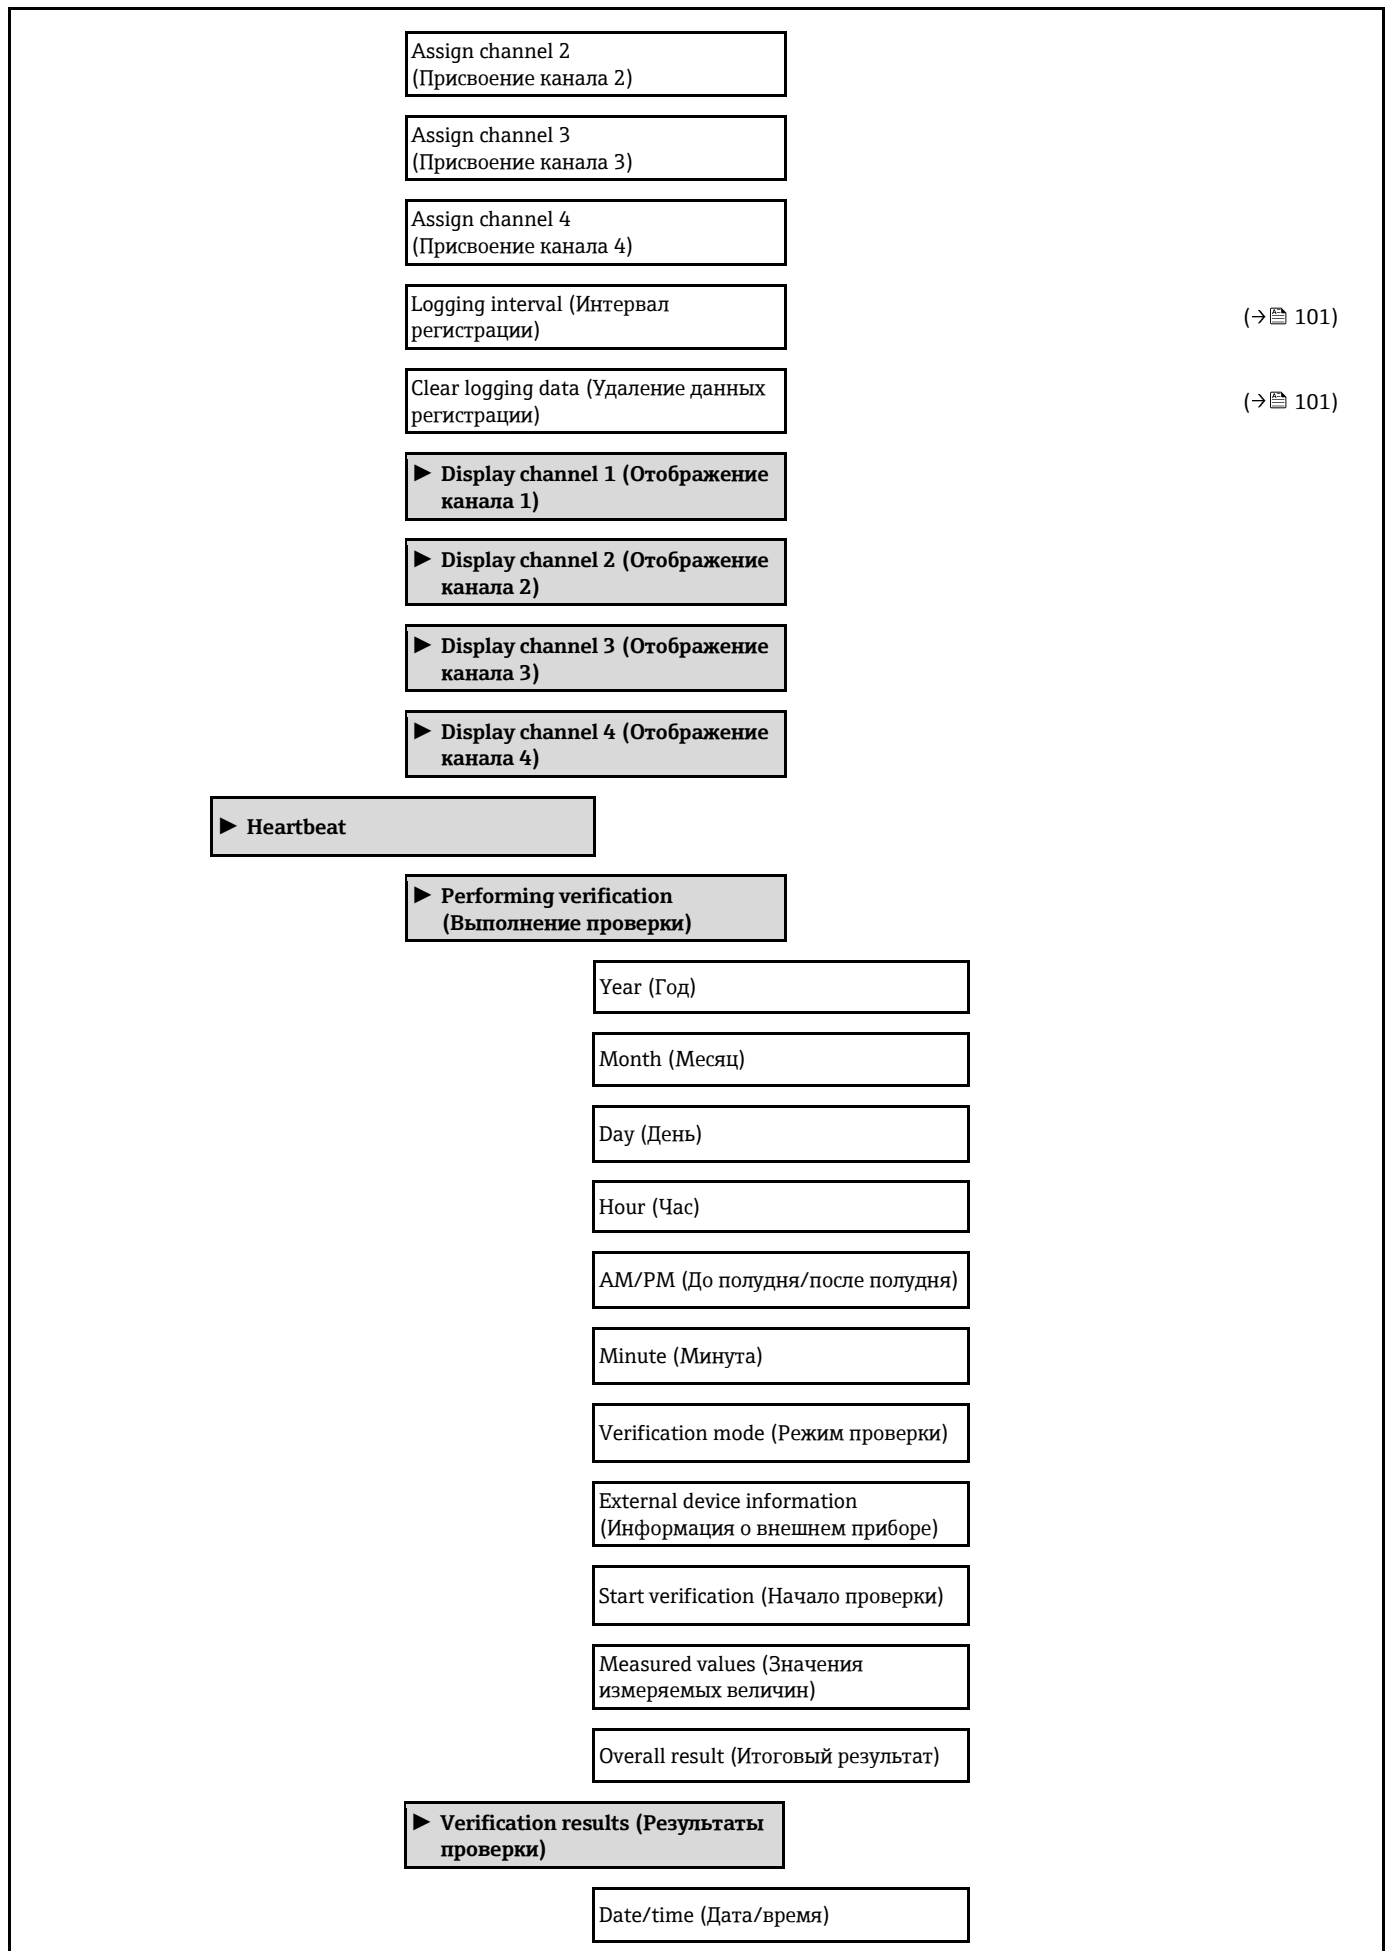 Assign channel 2
(Присвоение канала 2)
Assign channel 3
(Присвоение канала 3)
Assign channel 4
(Присвоение канала 4)
Logging interval (Интервал
регистрации)
(→ 101)
Clear logging data (Удаление данных
регистрации)
(→ 101)
► Display channel 1 (Отображение
канала 1)
► Display channel 2 (Отображение
канала 2)
► Display channel 3 (Отображение
канала 3)
► Display channel 4 (Отображение
канала 4)
► Heartbeat
► Performing verification
(Выполнение проверки)
Year (Год)
Month (Месяц)
Day (День)
Hour (Час)
AM/PM (До полудня/после полудня)
Minute (Минута)
Verification mode (Режим проверки)
External device information
(Информация о внешнем приборе)
Start verification (Начало проверки)
Measured values (Значения
измеряемых величин)
Overall result (Итоговый результат)
► Verification results (Результаты
проверки)
Date/time (Дата/время)